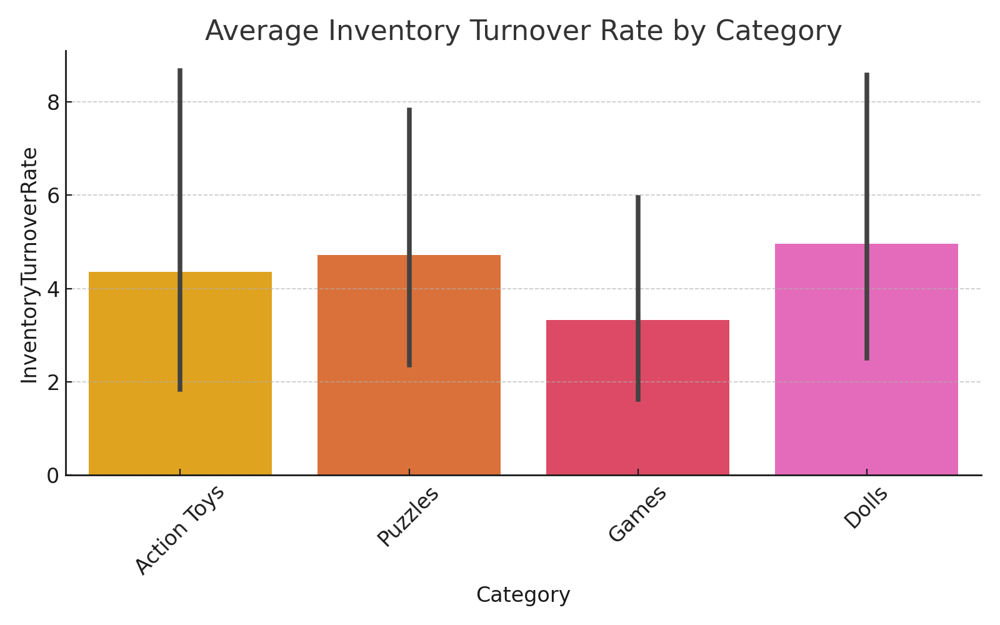 Average Inventory Turnover Rate by Category
InventoryTurnoverRate
8
6
4
2
0
Action Toys
Puzzles
Games
Dolls
Category